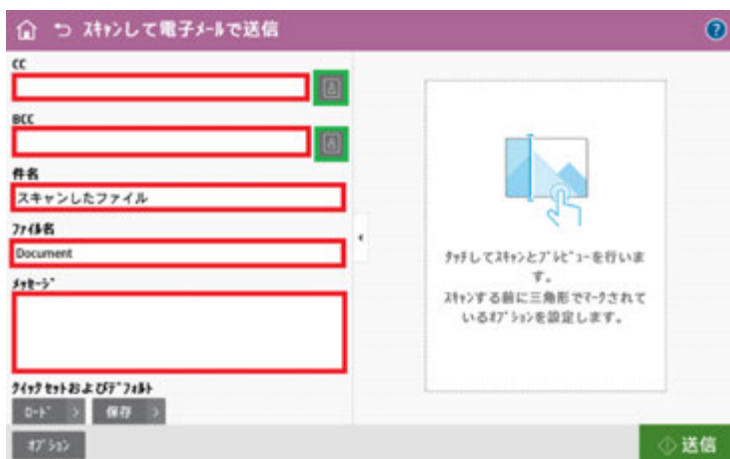 スキャンして電子メールで送信
CC
BCC
件名
スキャンしたファイル
ファイル名
Document
メッセージ
クイック セットおよびデフォルト
ロード
保存
オプション
タッチしてスキャンとプレビューを行いま
す。
スキャンする前に三角形でマークされて
いるオプションを設定します。
送信